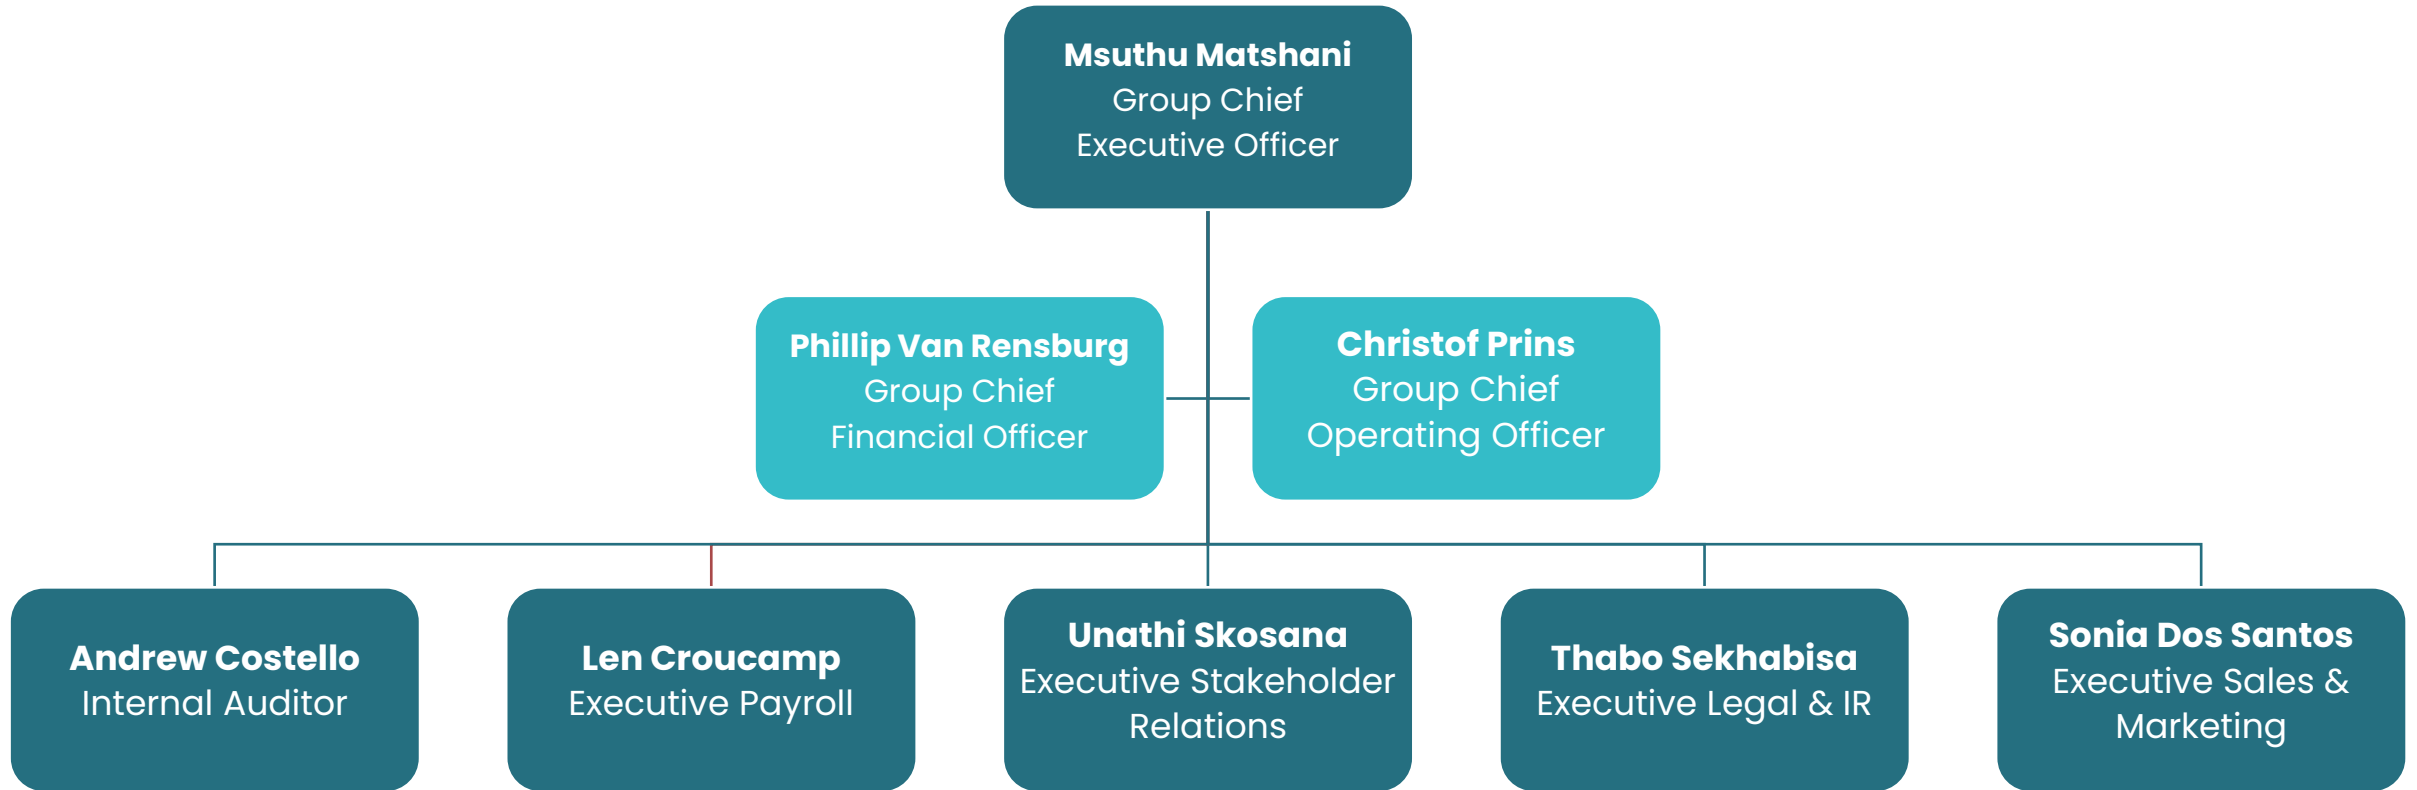 Msuthu Matshani
Group Chief
Executive Officer
Phillip Van Rensburg
Group Chief
Financial Officer
Christof Prins
Group Chief
Operating Officer
Andrew Costello
Internal Auditor
Len Croucamp
Executive Payroll
Unathi Skosana
Executive Stakeholder
Relations
Thabo Sekhabisa
Executive Legal & IR
Sonia Dos Santos
Executive Sales &
Marketing